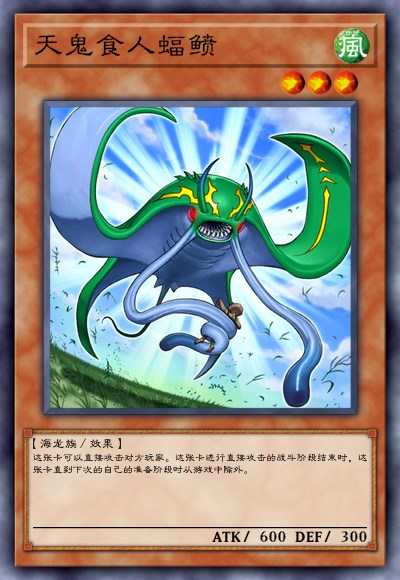 天鬼食人蝠鲼
風
【海龙族／效果】
这张卡可以直接攻击对方玩家。这张卡进行直接攻击的战斗阶段结束时，这
张卡直到下次的自己的准备阶段时从游戏中除外。
ATK/ 600 DEF/ 300